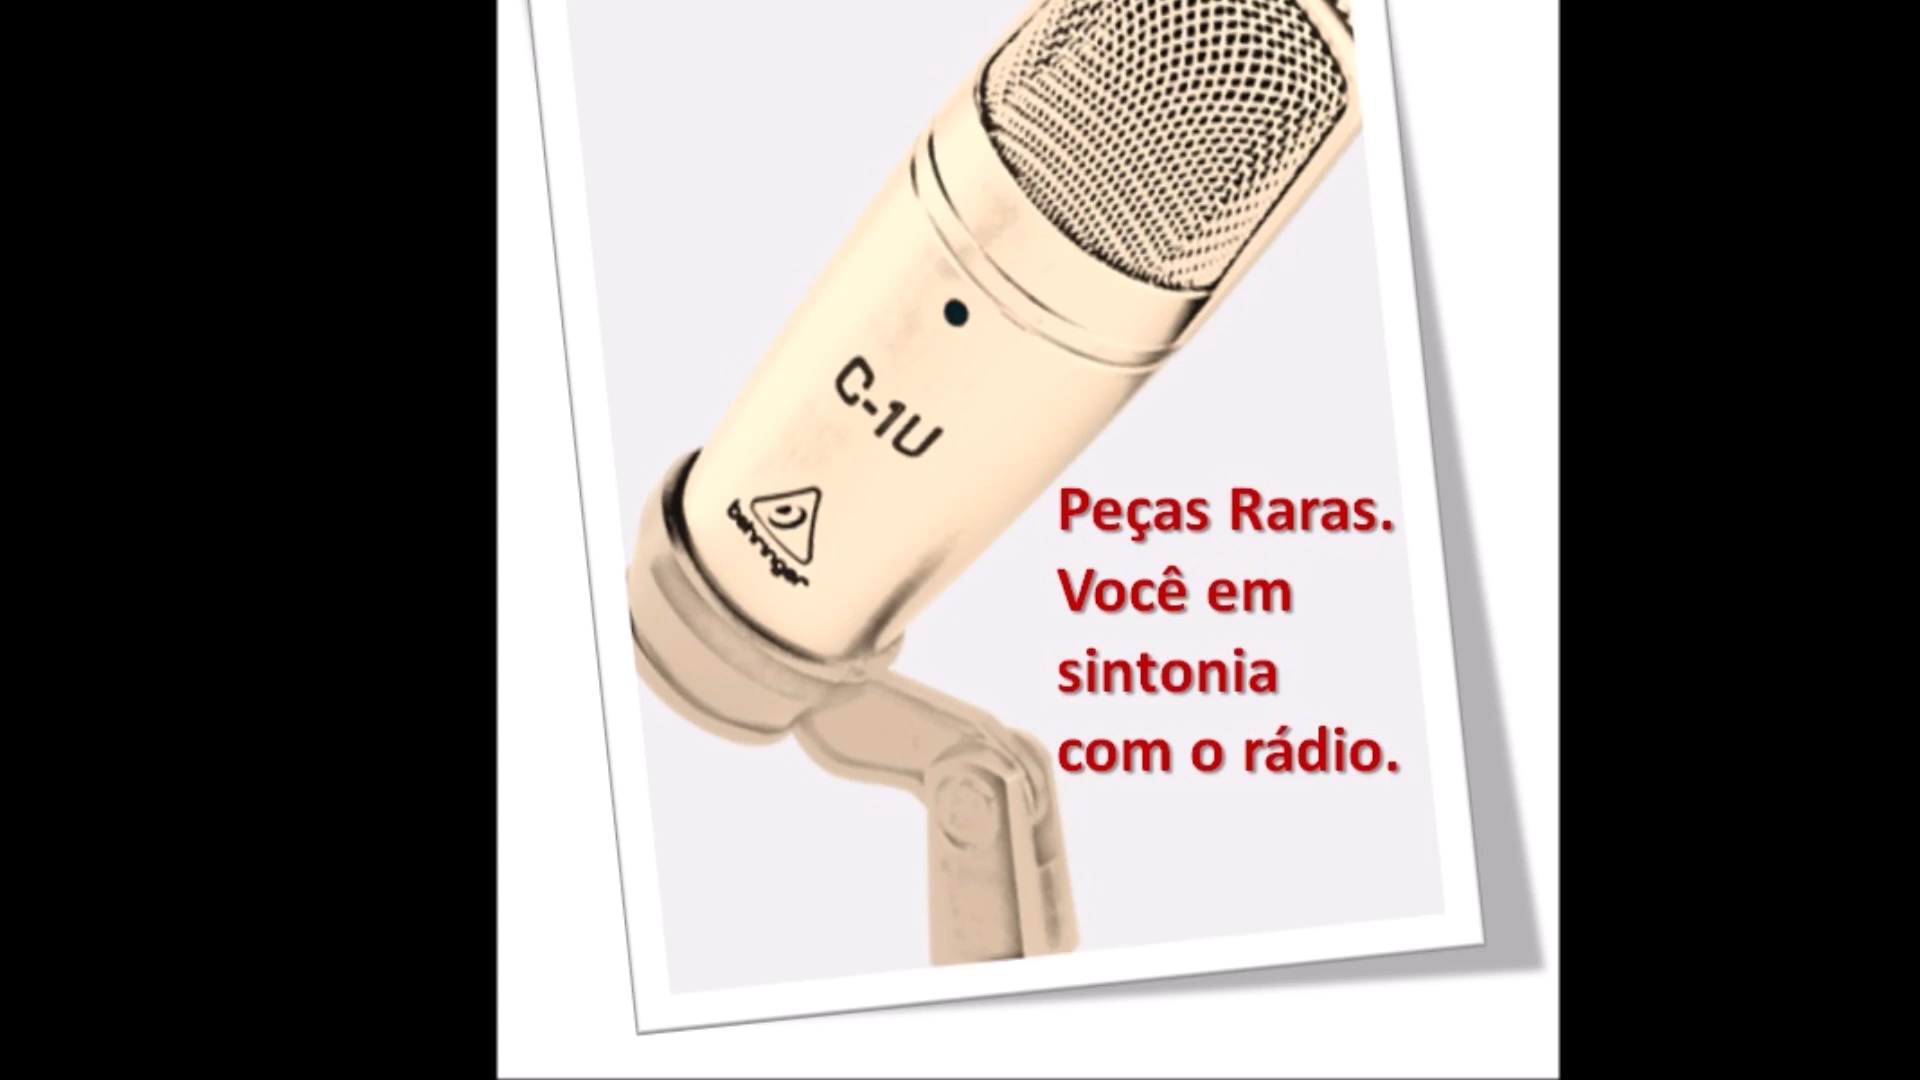 C-1U
behringer
Peças Raras.
Você em
sintonia
com o rádio.